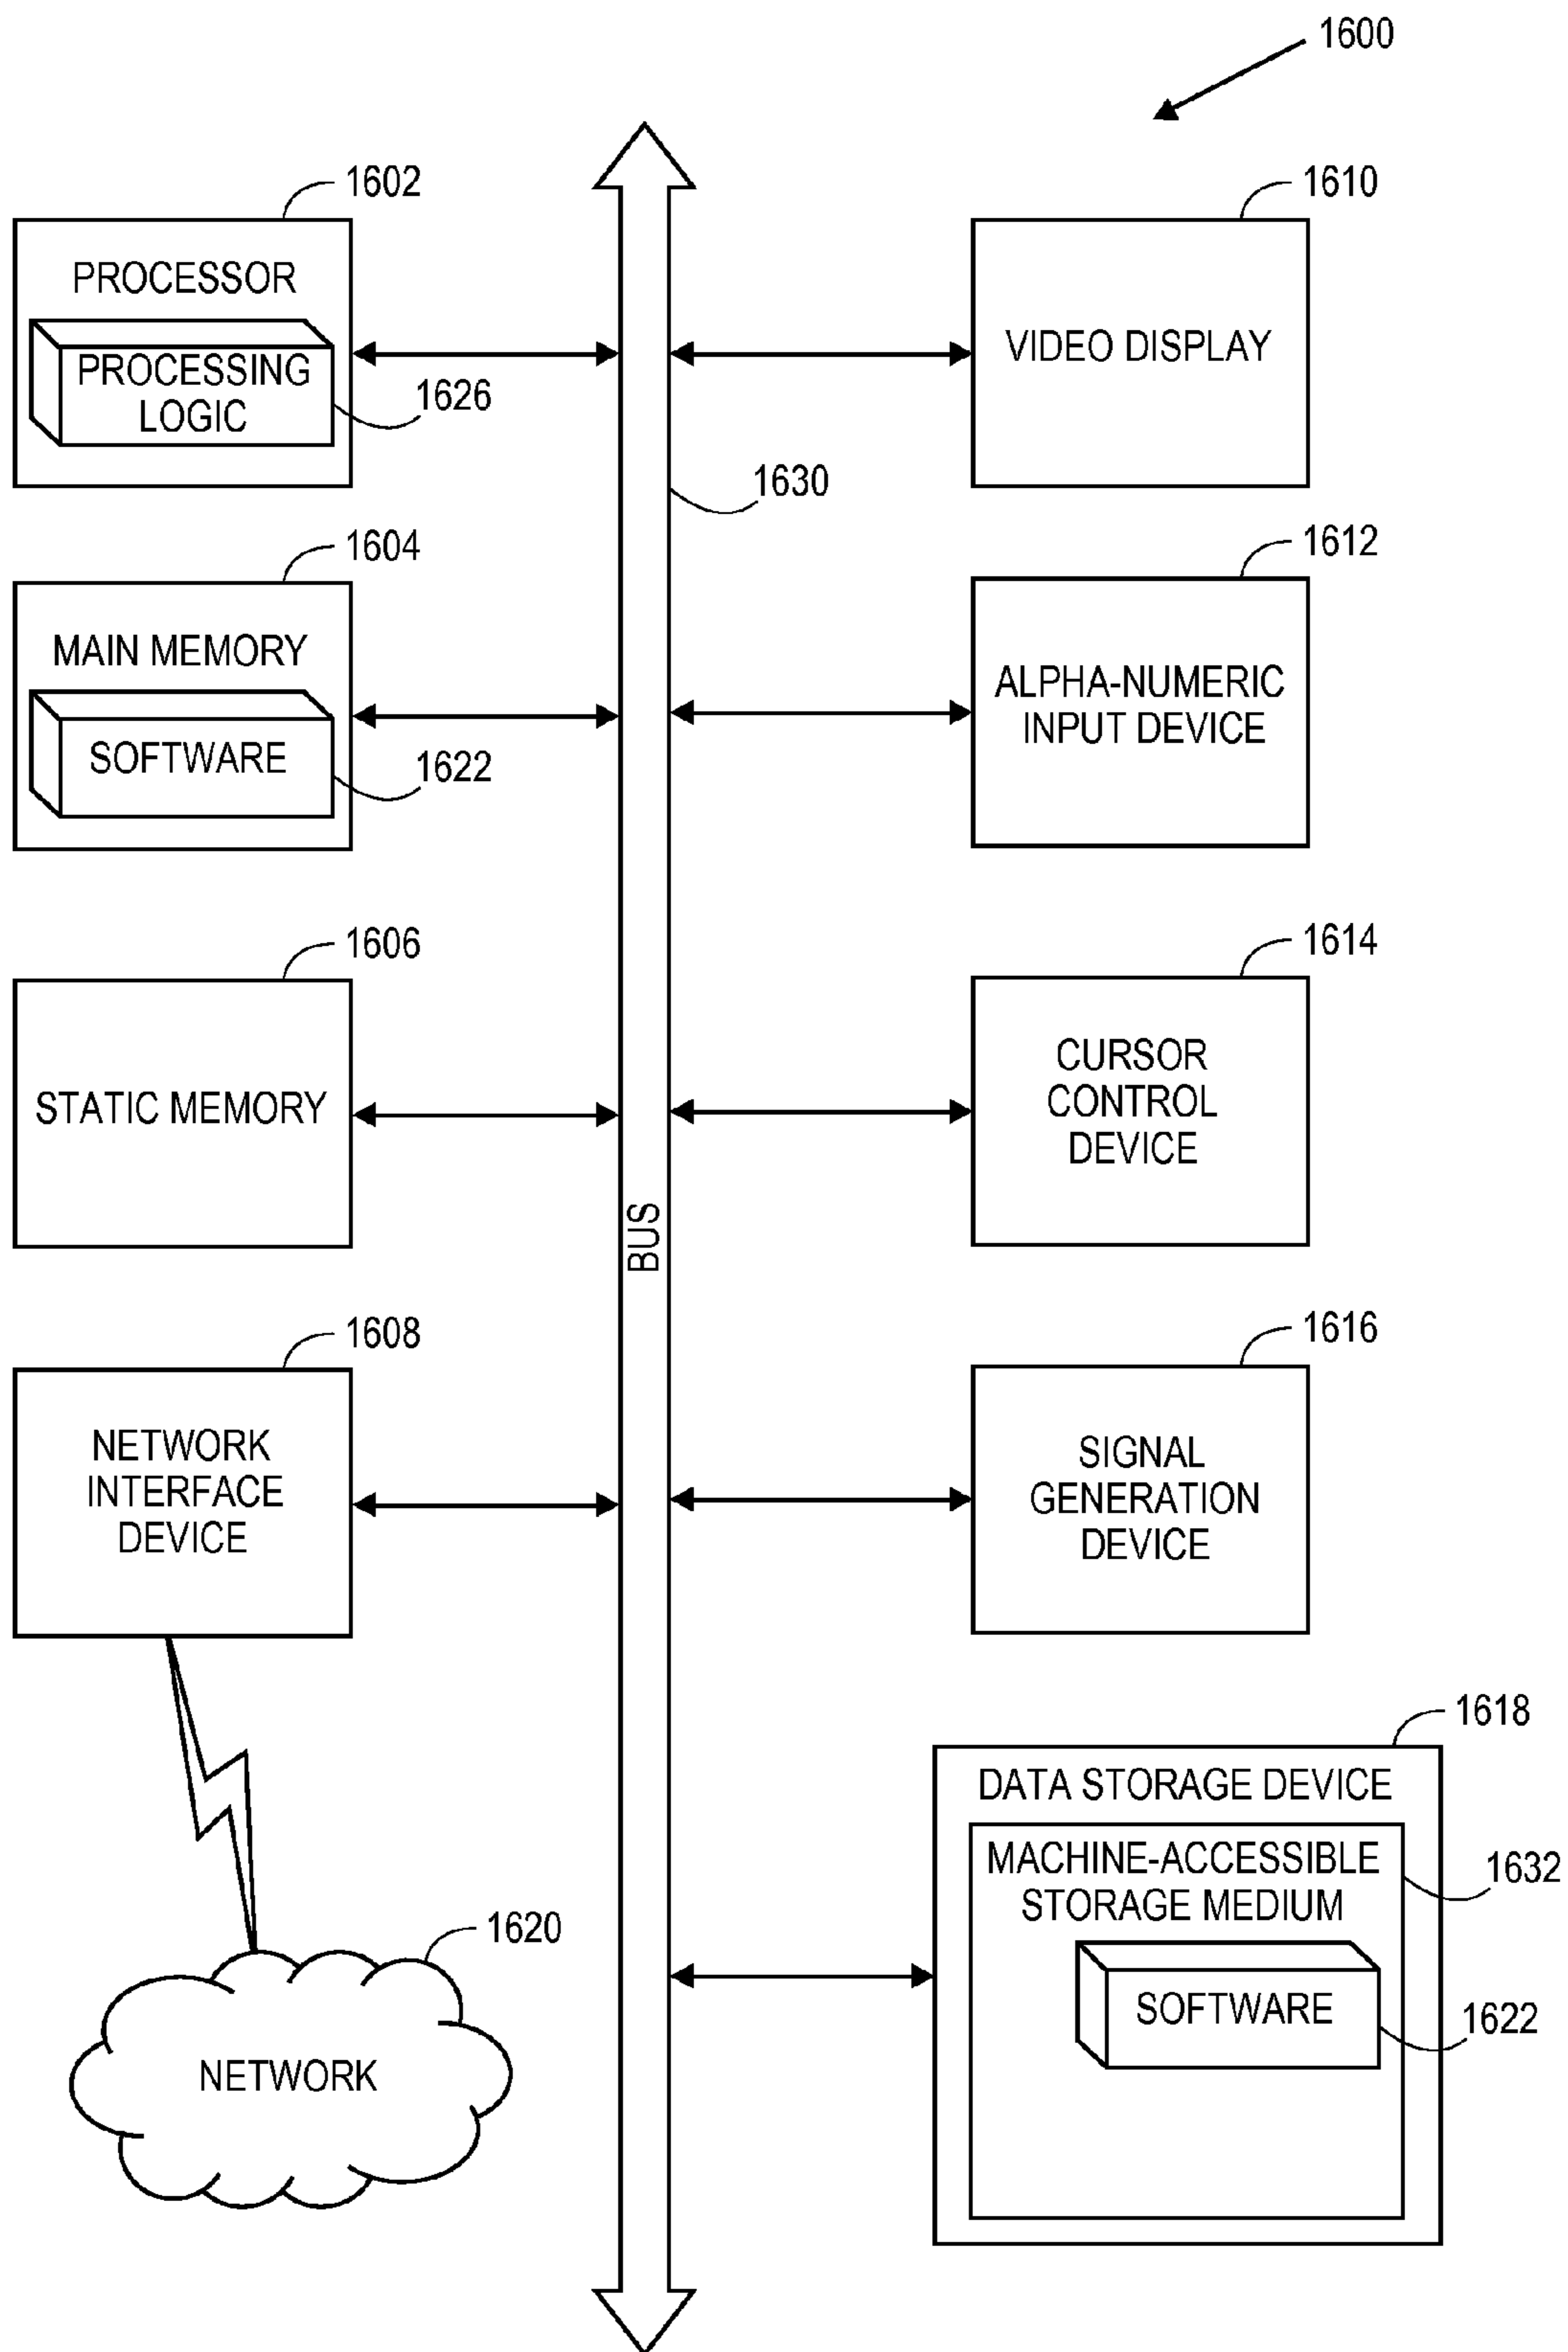 1600
1602
PROCESSOR
PROCESSING
LOGIC
1626
1604
MAIN MEMORY
SOFTWARE
1622
1606
STATIC MEMORY
1608
NETWORK
INTERFACE
DEVICE
1620
NETWORK
1630
BUS
1610
VIDEO DISPLAY
1612
ALPHA-NUMERIC
INPUT DEVICE
1614
CURSOR
CONTROL
DEVICE
1616
SIGNAL
GENERATION
DEVICE
1618
DATA STORAGE DEVICE
MACHINE-ACCESSIBLE
STORAGE MEDIUM
1632
SOFTWARE
1622